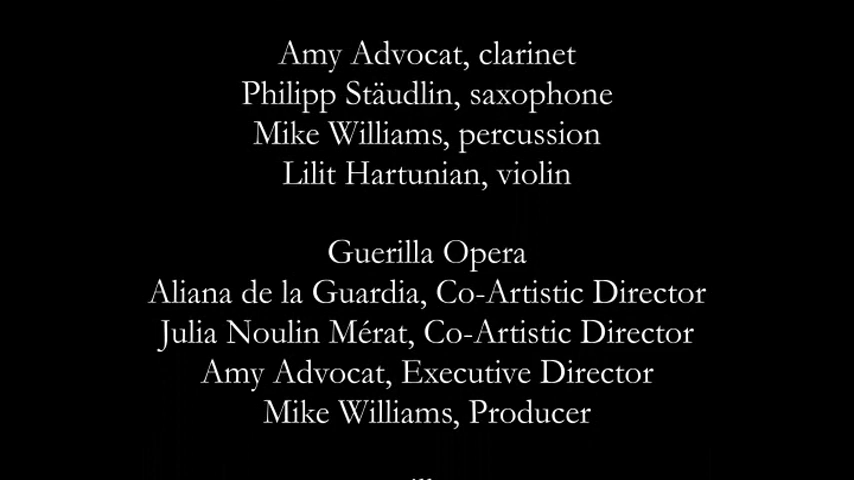 Amy Advocat, clarinet
Philipp Stäudlin, saxophone
Mike Williams, percussion
Lilit Hartunian, violin
Guerilla Opera
Aliana de la Guardia, Co-Artistic Director
Julia Noulin Mérat, Co-Artistic Director
Amy Advocat, Executive Director
Mike Williams, Producer